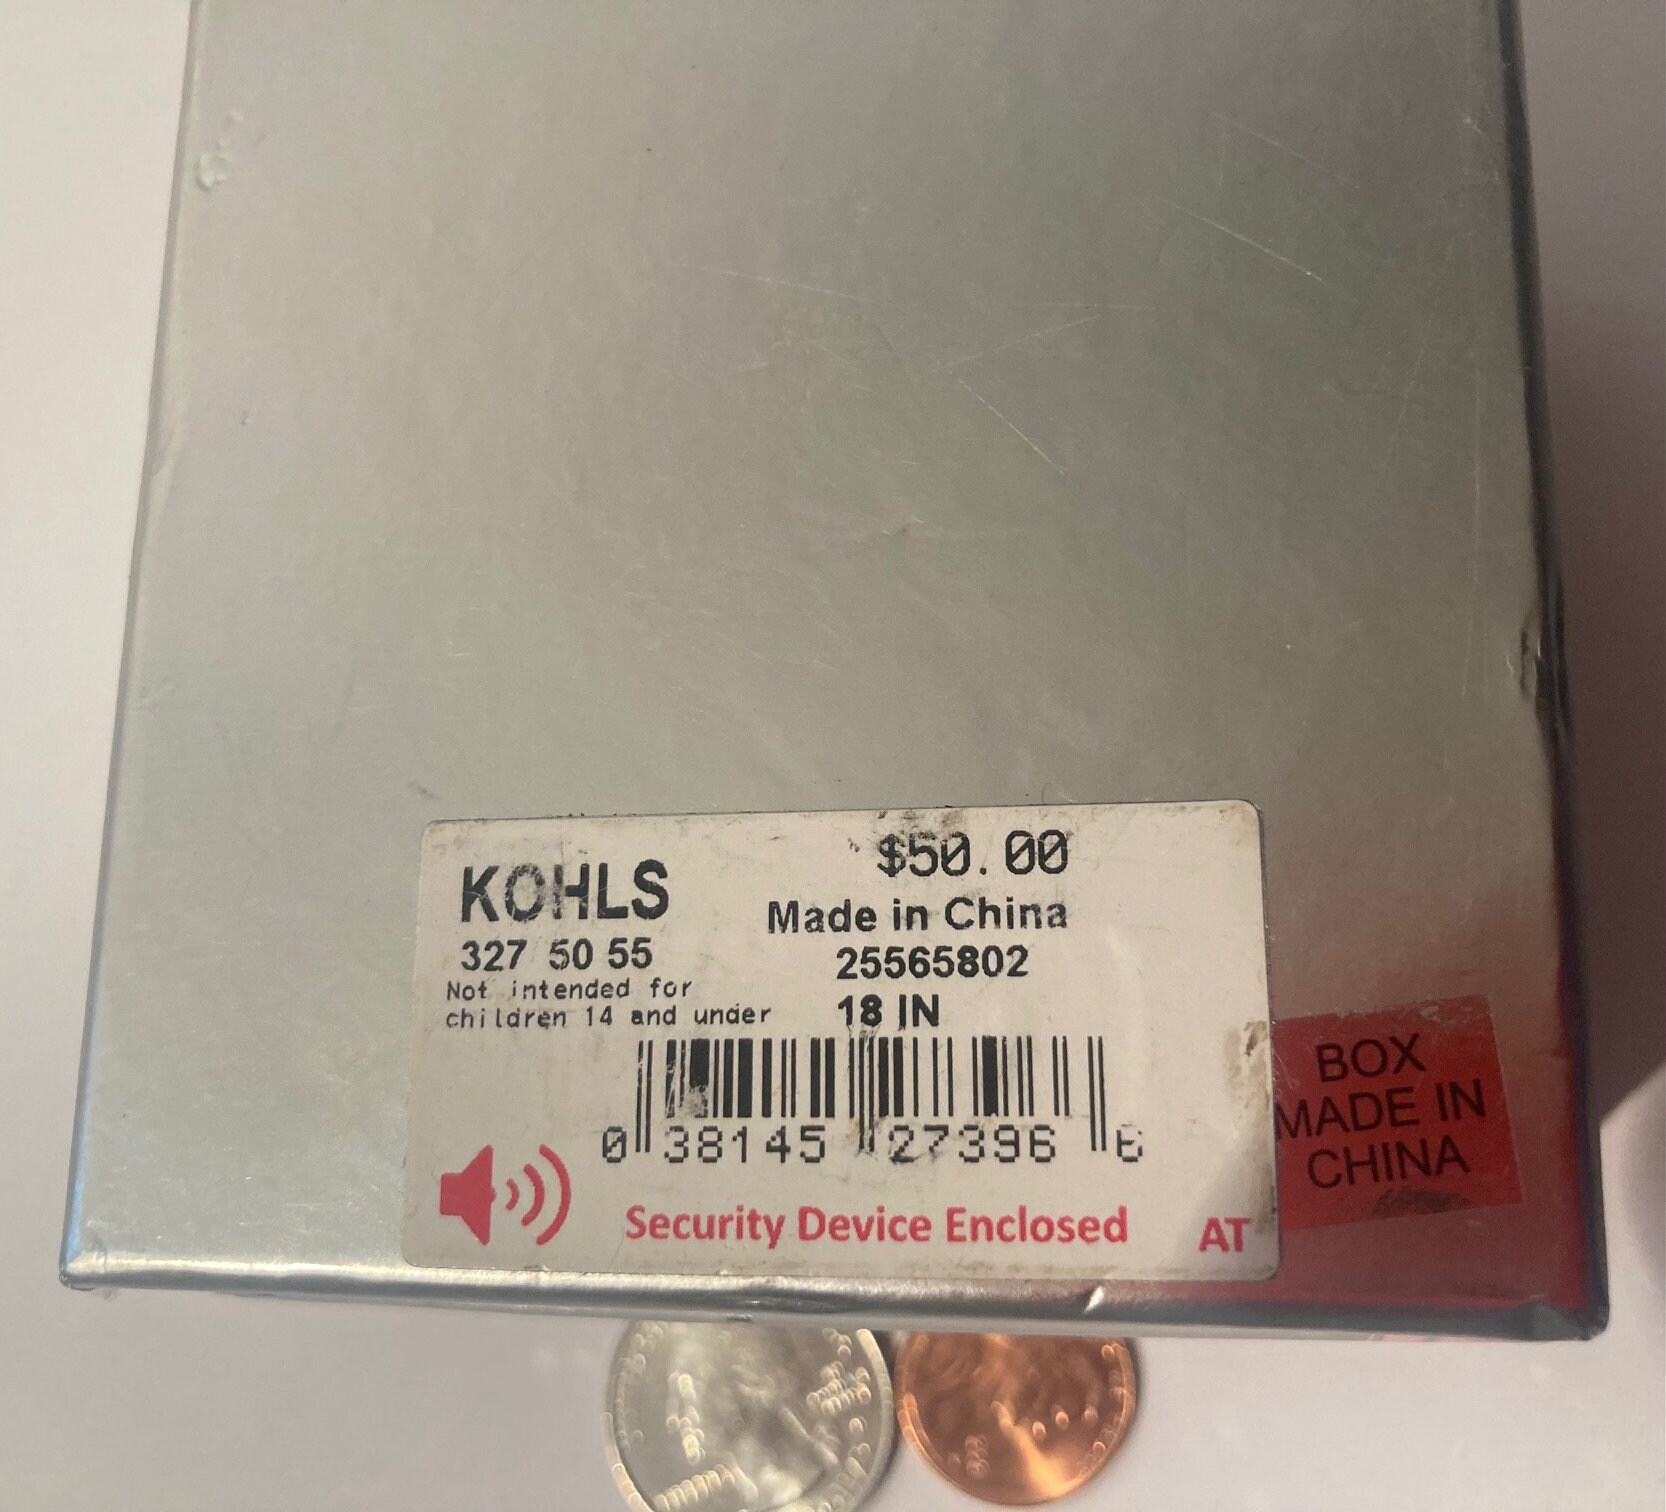 KOHLS
$50.00
Made in China
327 50 55
25565802
Not intended for
children 14 and under
18 IN
0 38145 27396 6
Security Device Enclosed
AT
BOX
MADE IN
CHINA